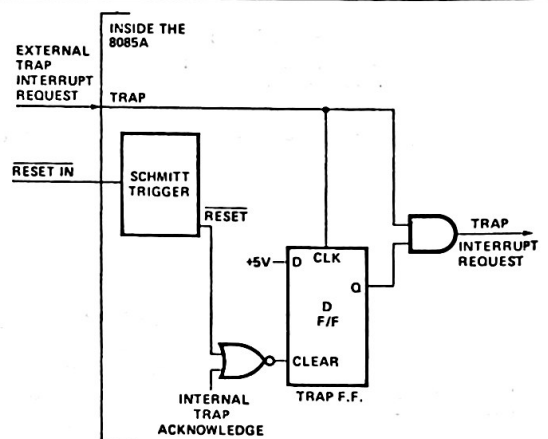 INSIDE THE
8085A
EXTERNAL
TRAP
INTERRUPT
REQUEST
TRAP
RESET IN
SCHMITT
TRIGGER
RESET
TRAP
INTERRUPT
REQUEST
+5V
D
CLK
Q
D
F/F
CLEAR
TRAP F.F.
INTERNAL
TRAP
ACKNOWLEDGE